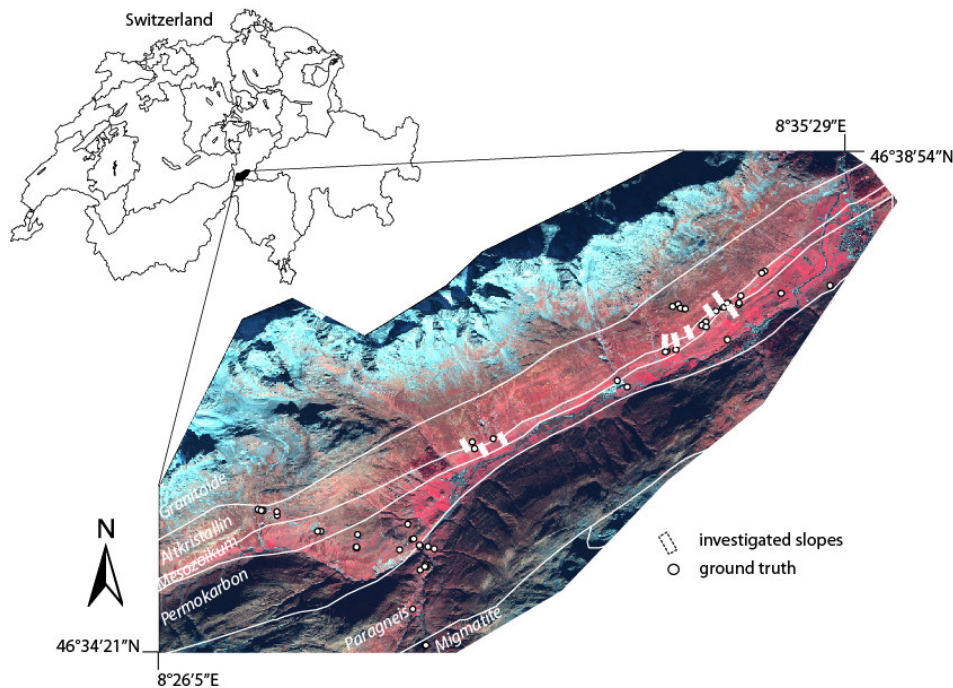 Switzerland
8°35′29″E
46°38′54″N
Granitoide
Altkristallin
Mesozoikum
Permokarbon
Paragneis
Migmatite
N
investigated slopes
ground truth
46°34′21″N
8°26′5″E